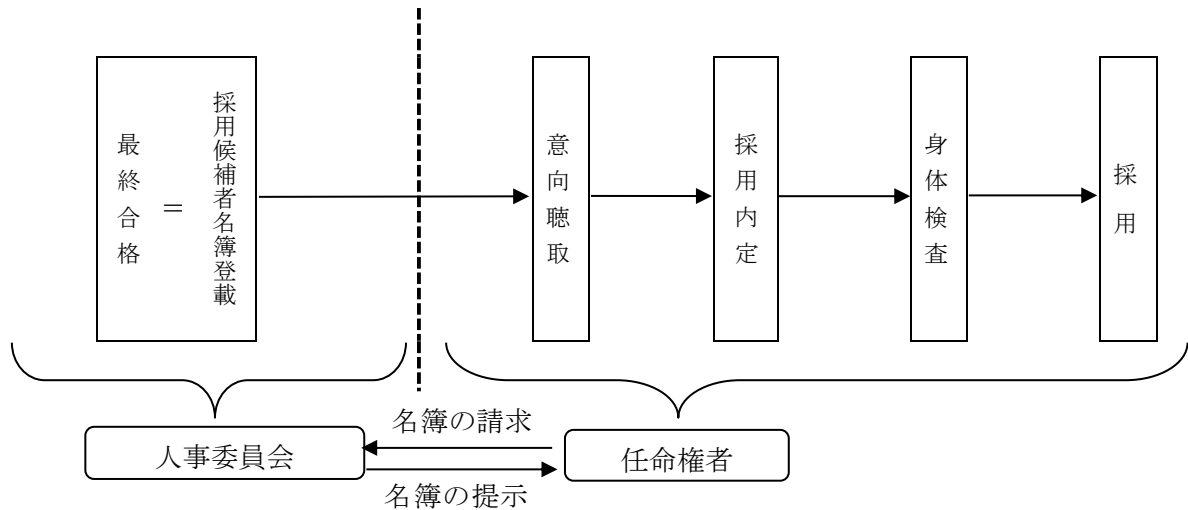 最終合格
＝
採用候補者名簿登載
意向聴取
採用内定
身体検査
採用
名簿の請求
人事委員会
任命権者
名簿の提示